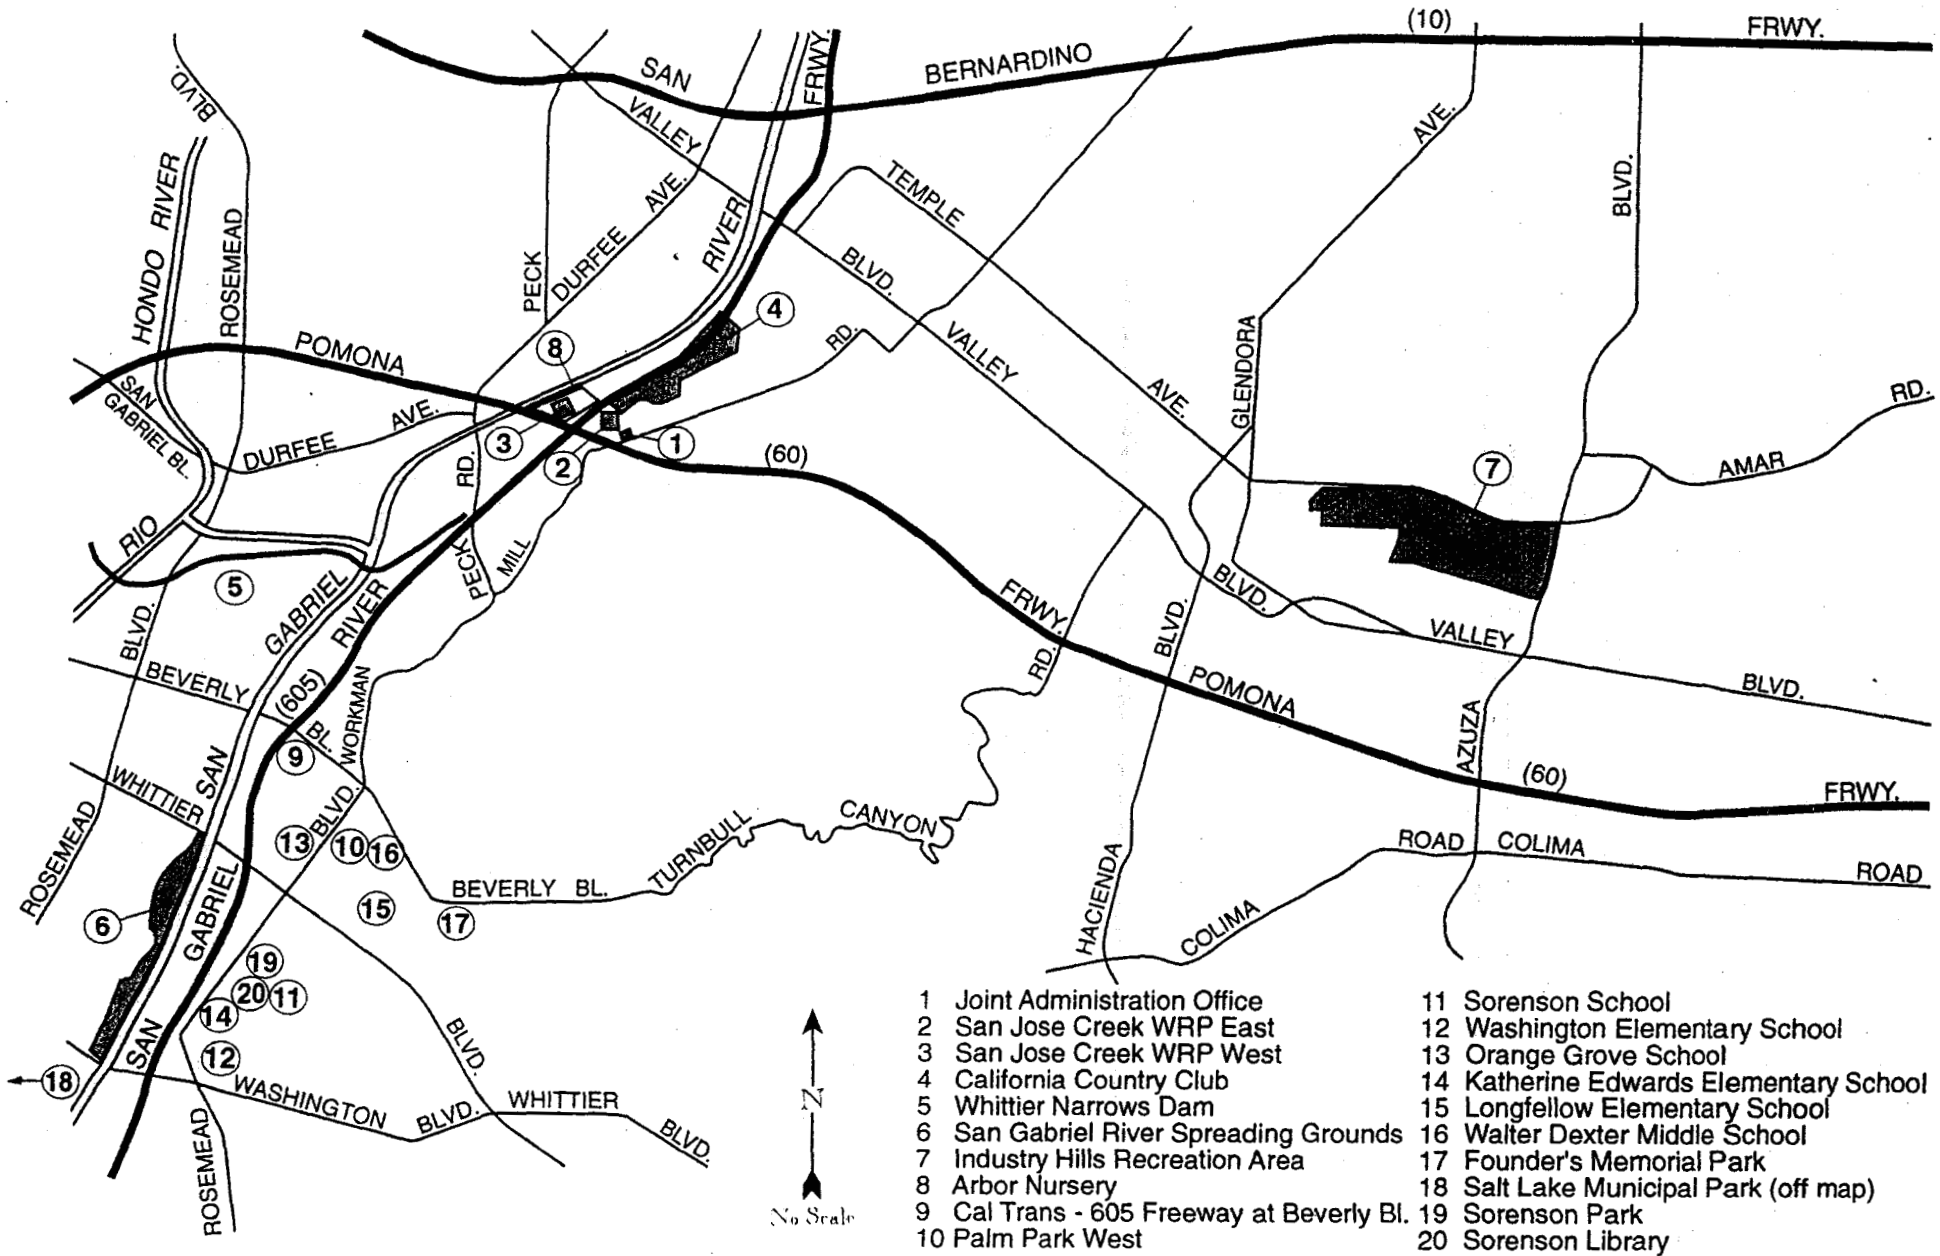 (10)
FRWY.
SAN
BERNARDINO
FRWY.
BLVD.
VALLEY
AVE.
HONDO RIVER
ROSEMEAD
PECK
DURFEE
AVE.
RIVER
TEMPLE
BLVD.
BLVD.
4
8
POMONA
RD.
VALLEY
GLENDORA
AVE.
RD.
SAN
GABRIEL BL.
DURFEE
AVE.
3
2
1
(60)
RD.
7
AMAR
RIO
5
GABRIEL
RIVER
PECK
MILL
FRWY.
BLVD.
BLVD.
VALLEY
BLVD.
BLVD.
BEVERLY
(605)
BL.
WORKMAN
RD.
POMONA
AZUZA
(60)
FRWY.
9
WHITTIER
SAN
BLVD.
ROSEMEAD
13
10
16
TURNBULL
CANYON
ROAD
COLIMA
ROAD
BEVERLY BL.
15
17
6
GABRIEL
HACIENDA
COLIMA
19
20
11
14
12
SAN
BLVD.
18
WASHINGTON
BLVD.
WHITTIER
BLVD.
ROSEMEAD
N
No Scale
1 Joint Administration Office
2 San Jose Creek WRP East
3 San Jose Creek WRP West
4 California Country Club
5 Whittier Narrows Dam
6 San Gabriel River Spreading Grounds
7 Industry Hills Recreation Area
8 Arbor Nursery
9 Cal Trans - 605 Freeway at Beverly Bl.
10 Palm Park West
11 Sorenson School
12 Washington Elementary School
13 Orange Grove School
14 Katherine Edwards Elementary School
15 Longfellow Elementary School
16 Walter Dexter Middle School
17 Founder's Memorial Park
18 Salt Lake Municipal Park (off map)
19 Sorenson Park
20 Sorenson Library